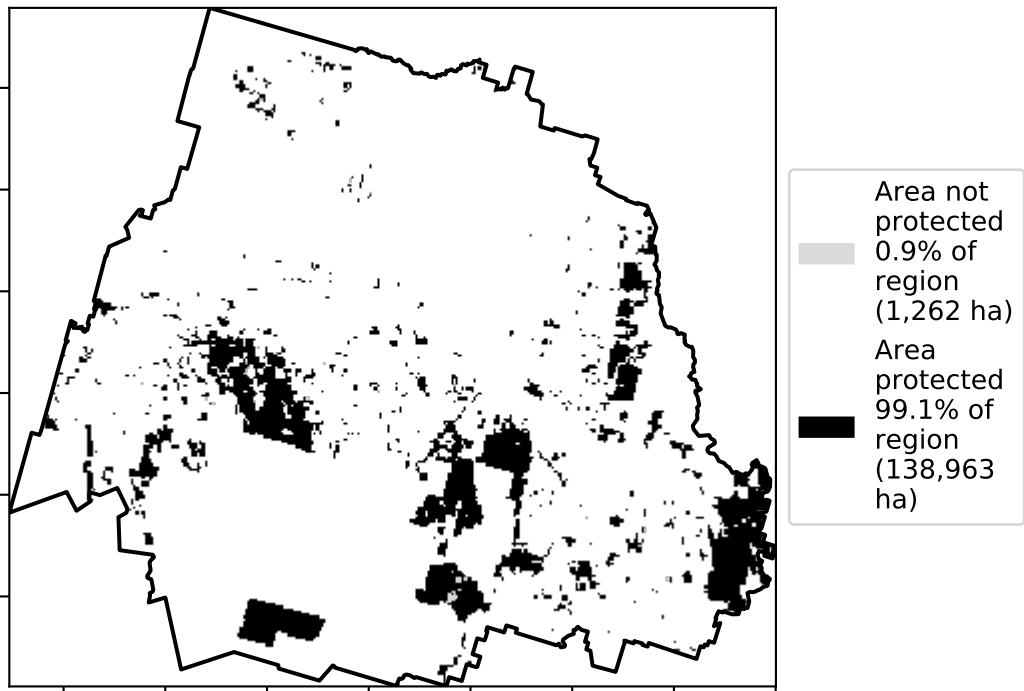 Area not
protected
0.9% of
region
(1,262 ha)
Area
protected
99.1% of
region
(138,963
ha)